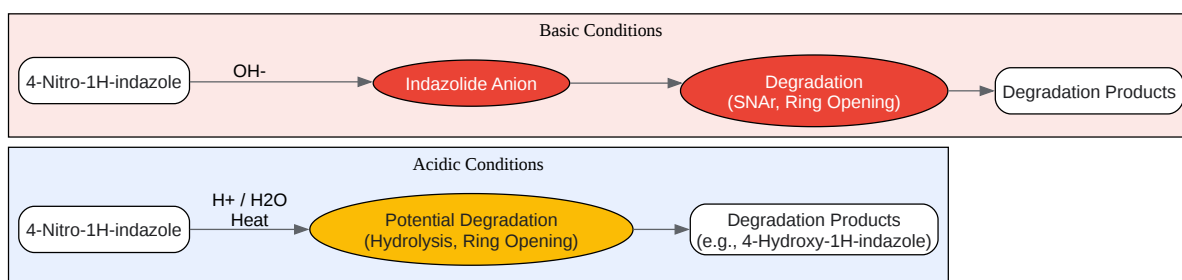 Basic Conditions
4-Nitro-1H-indazole
OH-
Indazolide Anion
Degradation
(SNAr, Ring Opening)
Degradation Products
Acidic Conditions
4-Nitro-1H-indazole
H+ / H2O
Heat
Potential Degradation
(Hydrolysis, Ring Opening)
Degradation Products
(e.g., 4-Hydroxy-1H-indazole)